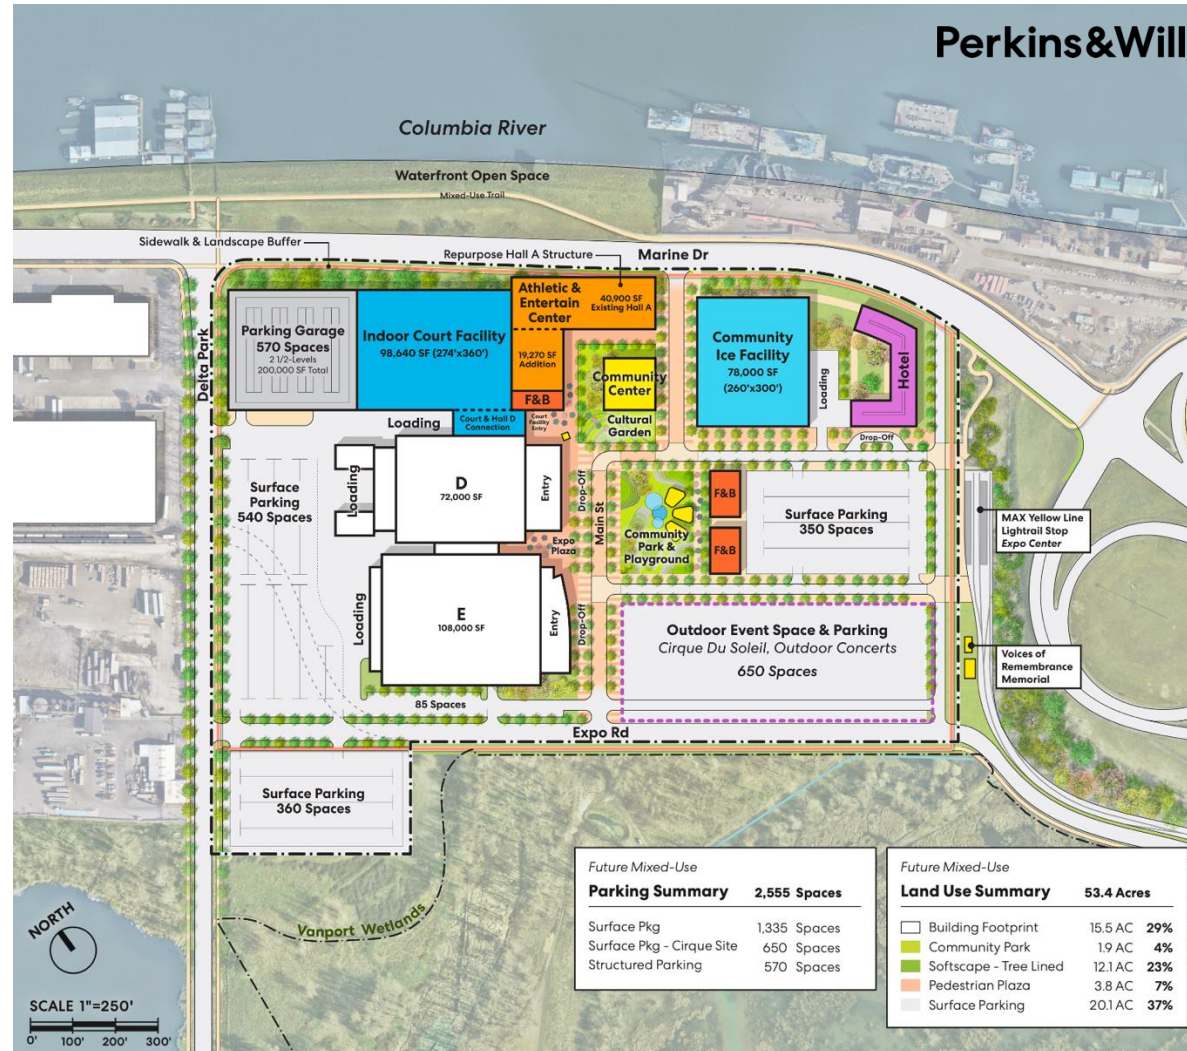 Perkins&Will
Columbia River
Waterfront Open Space
Mixed-Use Trail
Sidewalk & Landscape Buffer
Repurpose Hall A Structure
Marine Dr
Delta Park
Parking Garage
570 Spaces
2 1/2-Levels
200,000 SF Total
Indoor Court Facility
98,640 SF (274'x360')
Athletic &
Entertain
Center
40,900 SF
Existing Hall A
19,270 SF
Addition
F&B
Community
Center
Cultural
Garden
Court
Facility
Entry
Court & Hall D
Connection
Loading
Community
Ice Facility
78,000 SF
(260'x300')
Loading
Hotel
Drop-Off
Surface
Parking
540 Spaces
Loading
D
72,000 SF
Entry
Drop-Off
Main St
Expo
Plaza
Community
Park &
Playground
F&B
F&B
Surface Parking
350 Spaces
MAX Yellow Line
Lightrail Stop
Expo Center
Loading
E
108,000 SF
Entry
Drop-Off
Outdoor Event Space & Parking
Cirque Du Soleil, Outdoor Concerts
650 Spaces
Voices of
Remembrance
Memorial
85 Spaces
Expo Rd
Surface Parking
360 Spaces
Vanport Wetlands
NORTH
SCALE 1"=250'
0' 100' 200' 300'
Future Mixed-Use
Parking Summary 2,555 Spaces
Surface Pkg 1,335 Spaces
Surface Pkg - Cirque Site 650 Spaces
Structured Parking 570 Spaces
Future Mixed-Use
Land Use Summary 53.4 Acres
Building Footprint 15.5 AC 29%
Community Park 1.9 AC 4%
Softscape - Tree Lined 12.1 AC 23%
Pedestrian Plaza 3.8 AC 7%
Surface Parking 20.1 AC 37%